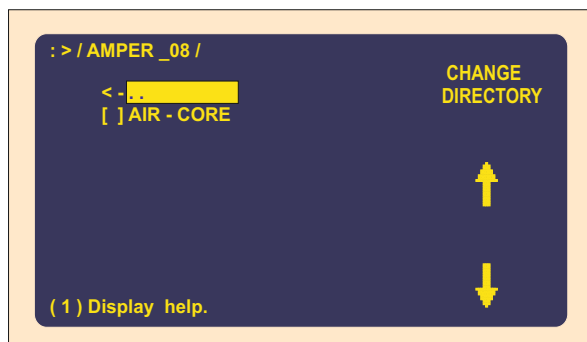 : > / AMPER _08 /
< - . .
[ ] AIR - CORE
CHANGE
DIRECTORY
( 1 ) Display help.